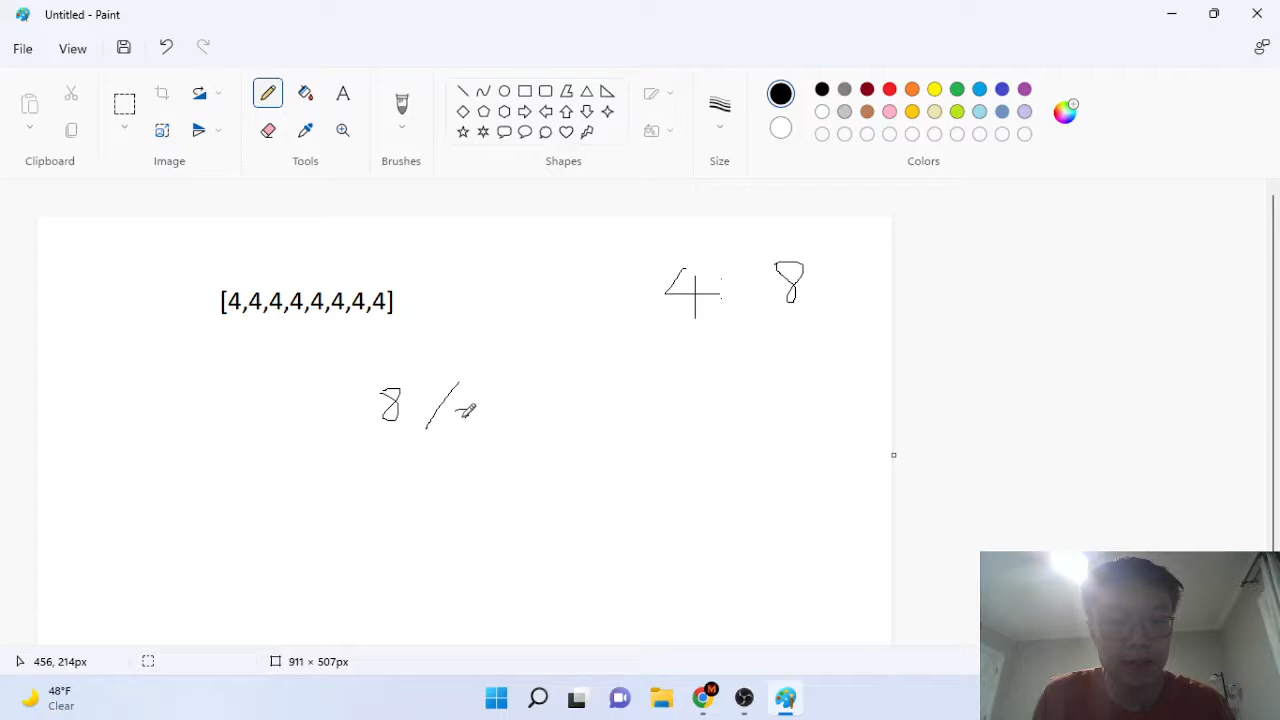 Untitled - Paint
File View
Clipboard
Image
Tools
Brushes
Shapes
Size
Colors
[4,4,4,4,4,4,4,4]
4: 8
8 /
456, 214px
911 × 507px
48°F
Clear
M